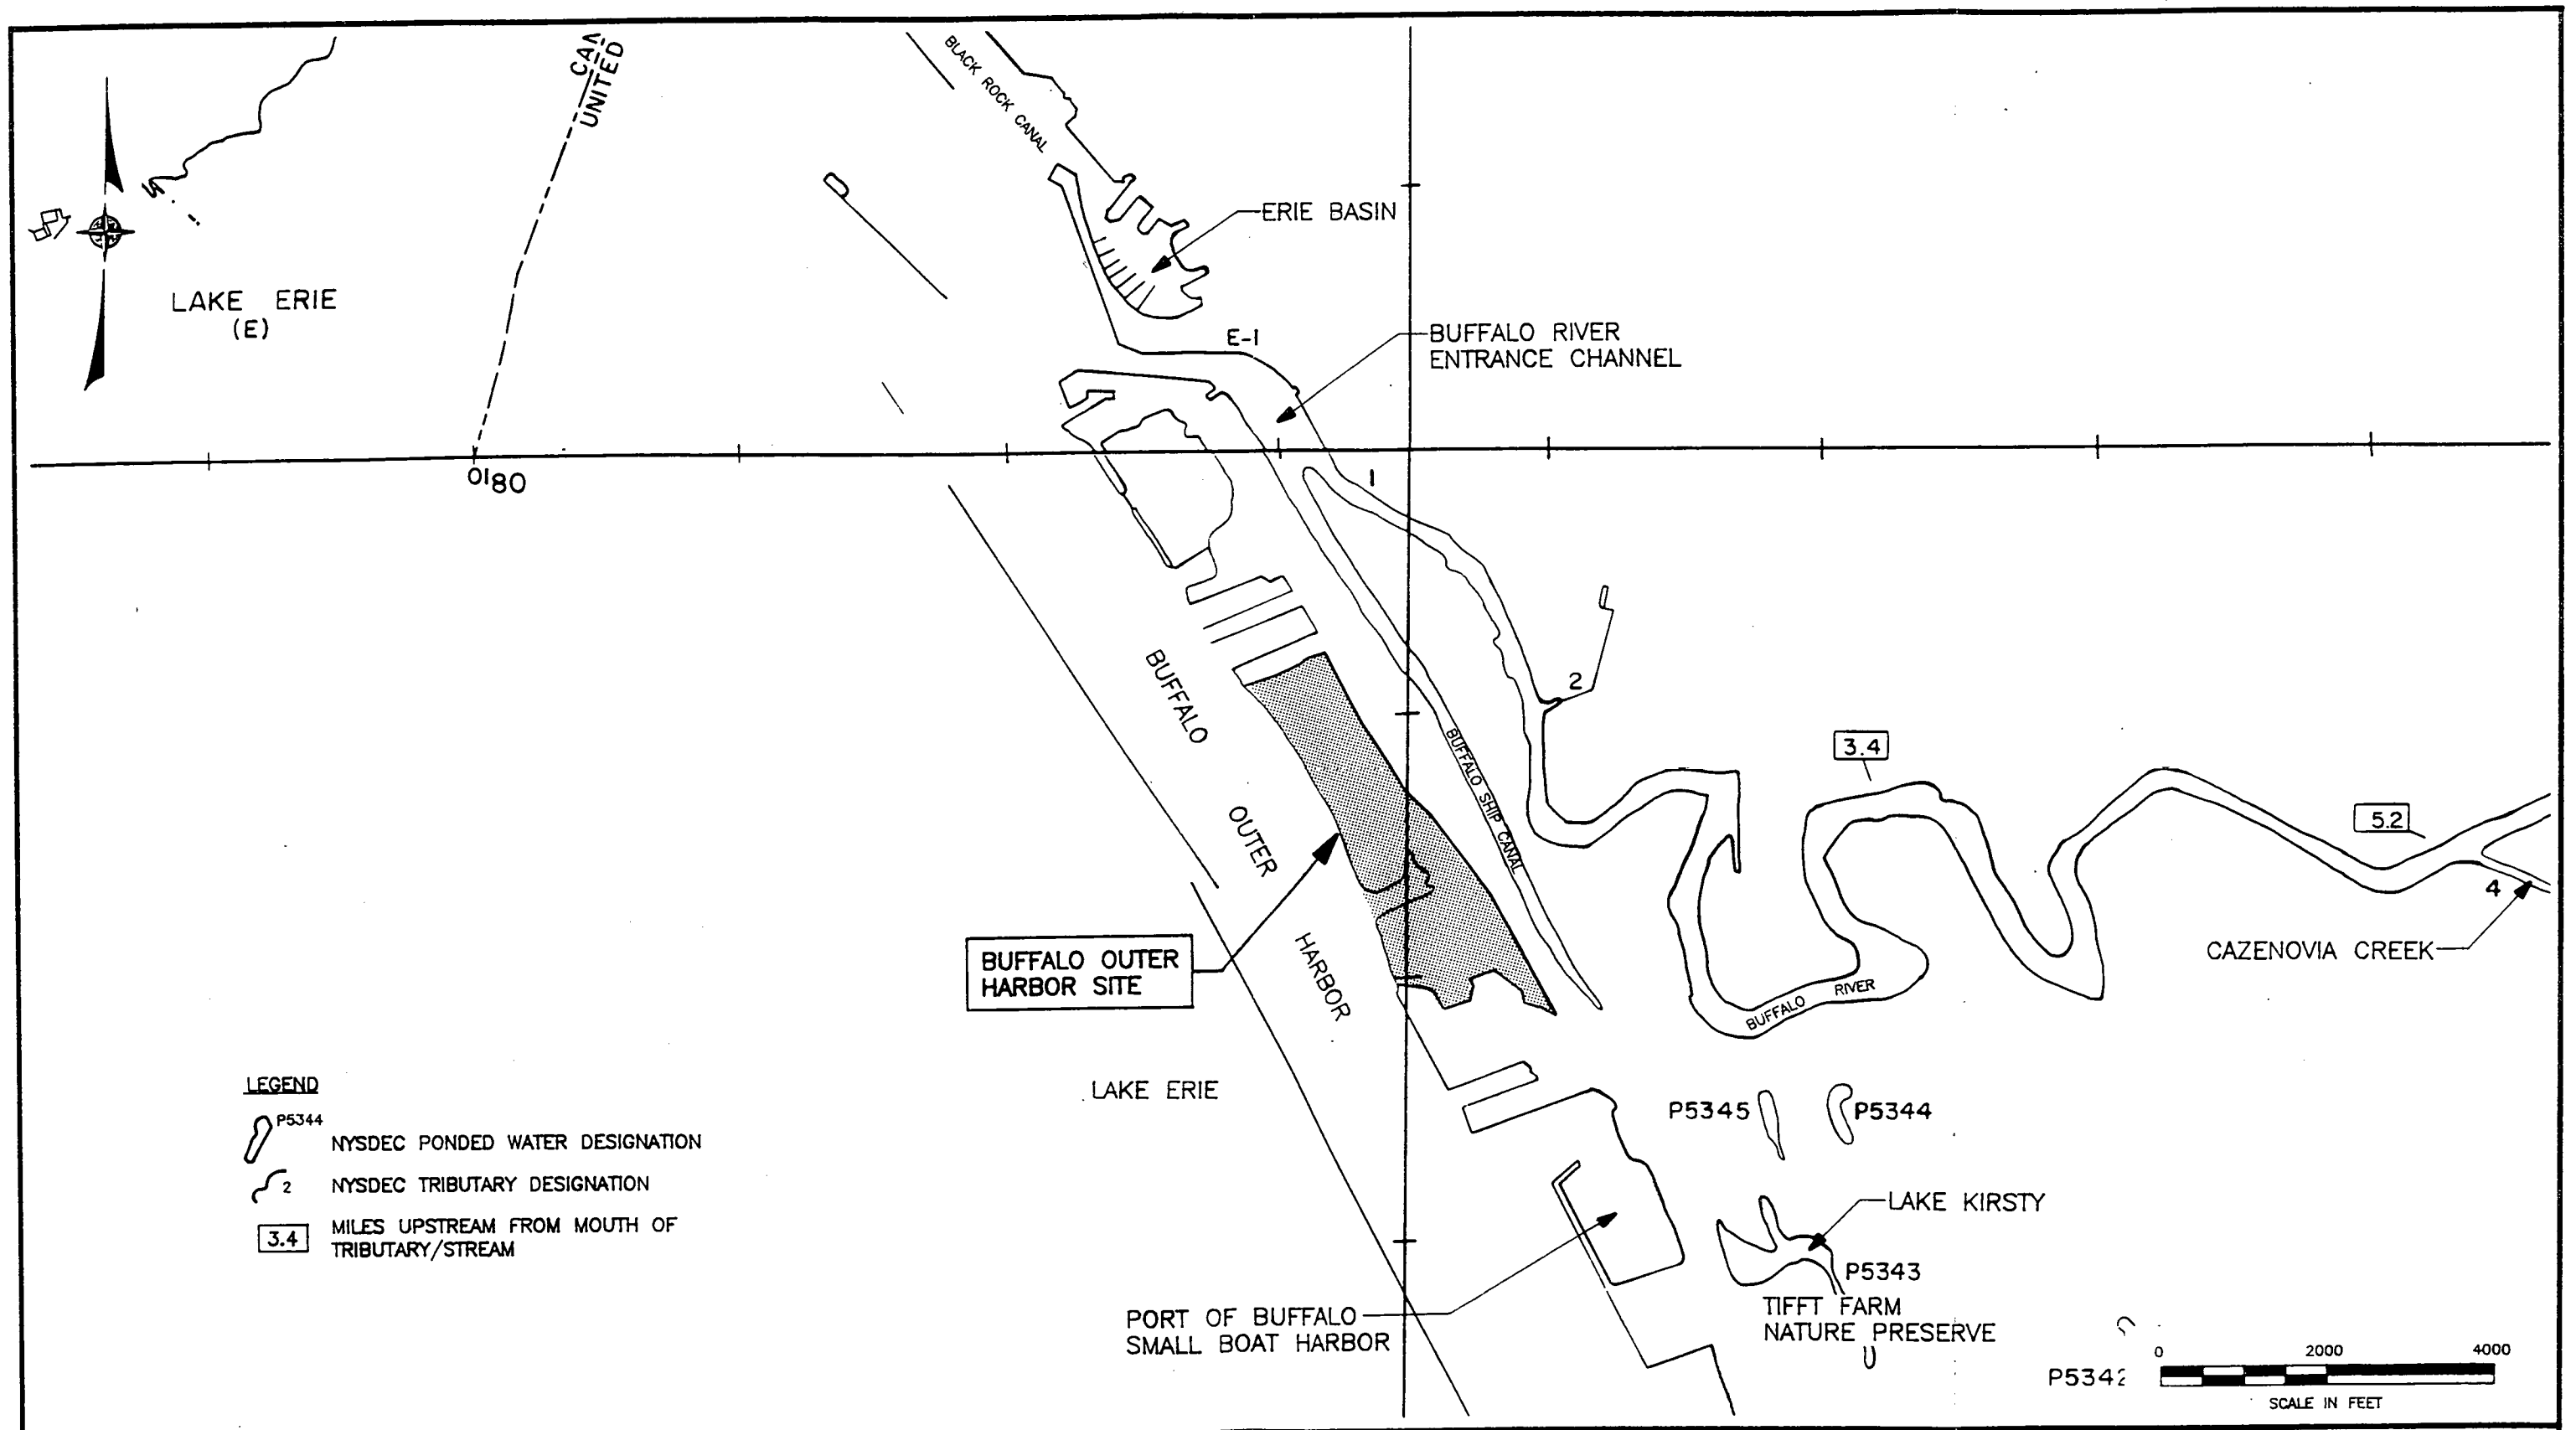 CAN
UNITED
BLACK ROCK CANAL
ERIE BASIN
LAKE ERIE
(E)
E-1
BUFFALO RIVER
ENTRANCE CHANNEL
0180
1
2
BUFFALO
OUTER
HARBOR
BUFFALO SHIP CANAL
3.4
5.2
4
CAZENOVIA CREEK
BUFFALO OUTER
HARBOR SITE
BUFFALO RIVER
LAKE ERIE
LEGEND
P5344
NYSDEC PONDED WATER DESIGNATION
2
NYSDEC TRIBUTARY DESIGNATION
3.4
MILES UPSTREAM FROM MOUTH OF
TRIBUTARY/STREAM
P5345
P5344
LAKE KIRSTY
P5343
TIFFT FARM
NATURE PRESERVE
PORT OF BUFFALO
SMALL BOAT HARBOR
P5342
0 2000 4000
SCALE IN FEET